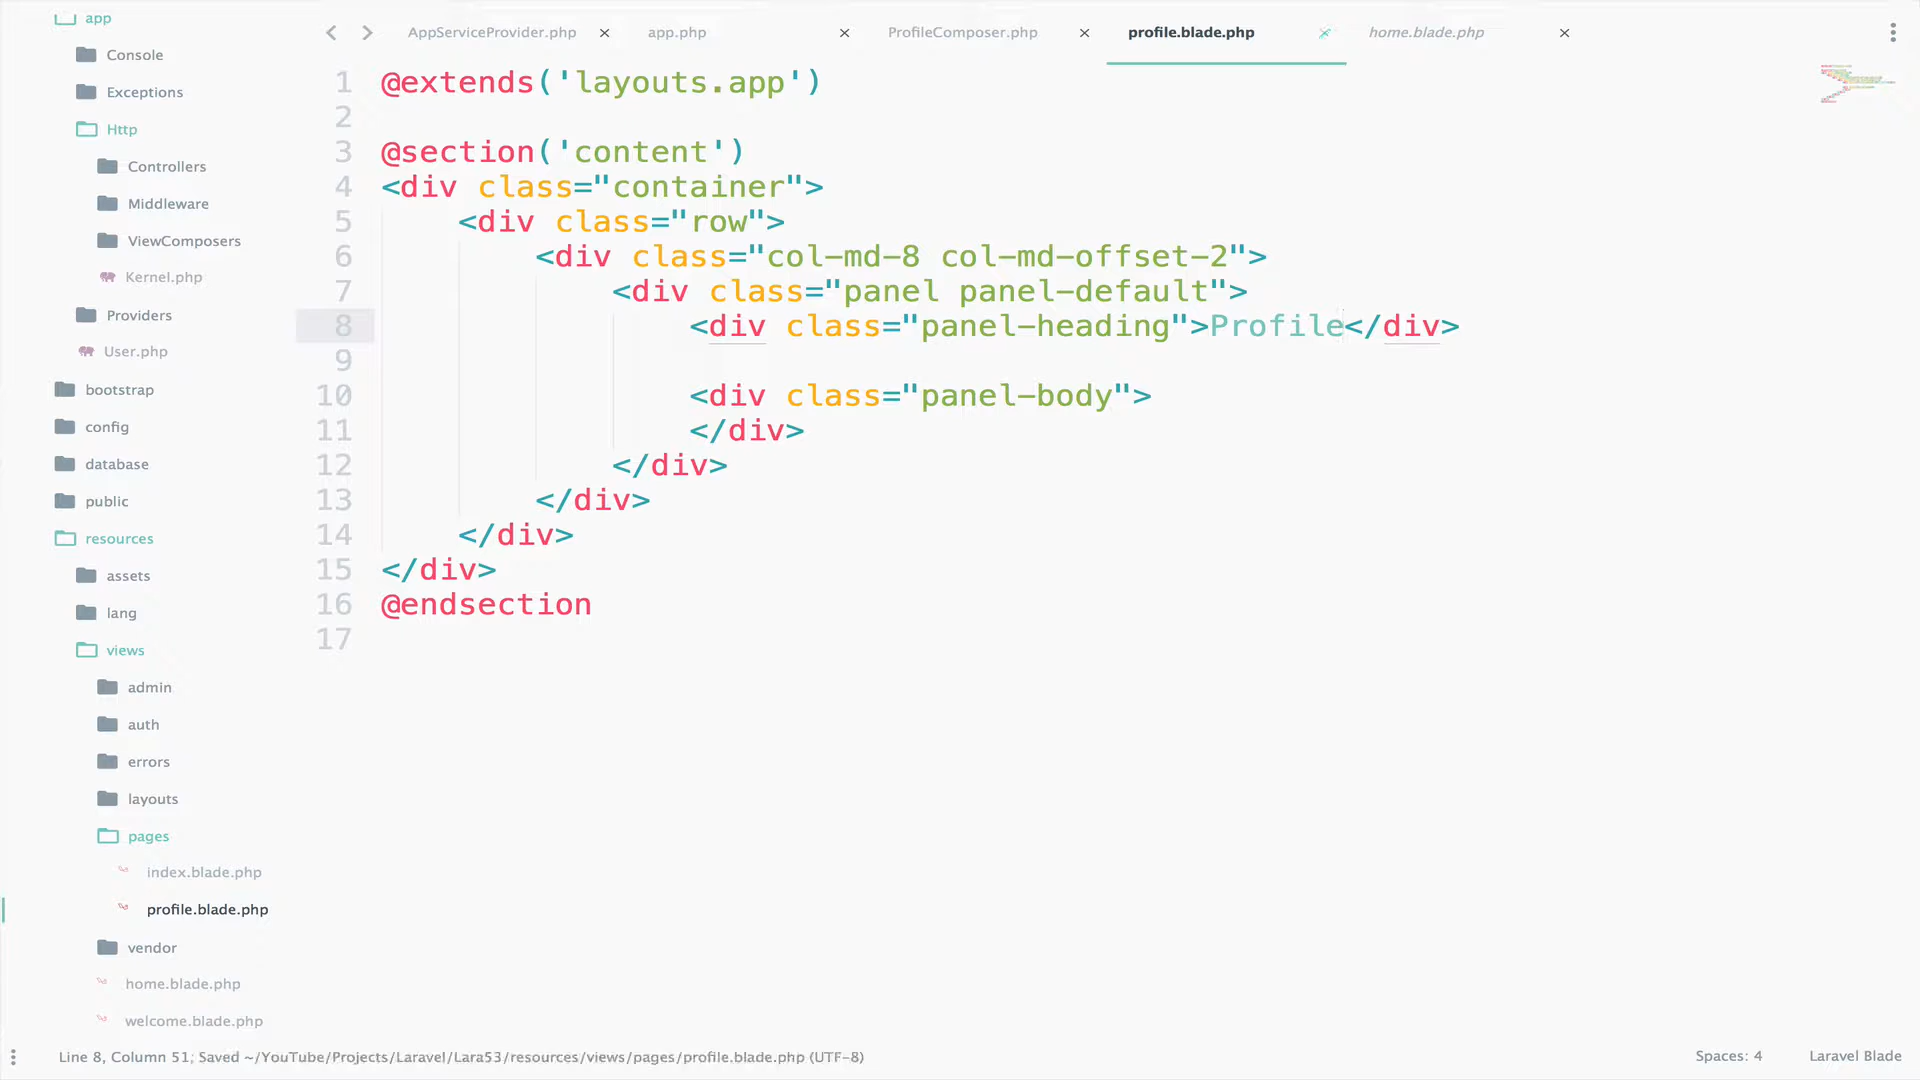 app
Console
Exceptions
Http
Controllers
Middleware
ViewComposers
Kernel.php
Providers
User.php
bootstrap
config
database
public
resources
assets
lang
views
admin
auth
errors
layouts
pages
index.blade.php
profile.blade.php
vendor
home.blade.php
welcome.blade.php
AppServiceProvider.php × app.php × ProfileComposer.php × profile.blade.php × home.blade.php ×
1 @extends('layouts.app')
2
3 @section('content')
4 <div class="container">
5     <div class="row">
6         <div class="col-md-8 col-md-offset-2">
7             <div class="panel panel-default">
8                 <div class="panel-heading">Profile</div>
9
10                 <div class="panel-body">
11                 </div>
12             </div>
13         </div>
14     </div>
15 </div>
16 @endsection
17
Line 8, Column 51; Saved ~/YouTube/Projects/Laravel/Lara53/resources/views/pages/profile.blade.php (UTF-8) Spaces: 4 Laravel Blade